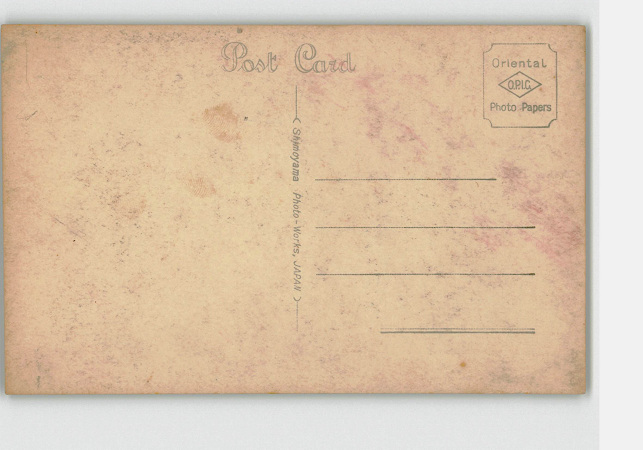 Post Card
Oriental
O.P.I.C.
Photo Papers
(Shimoyama Photo-Works, JAPAN)